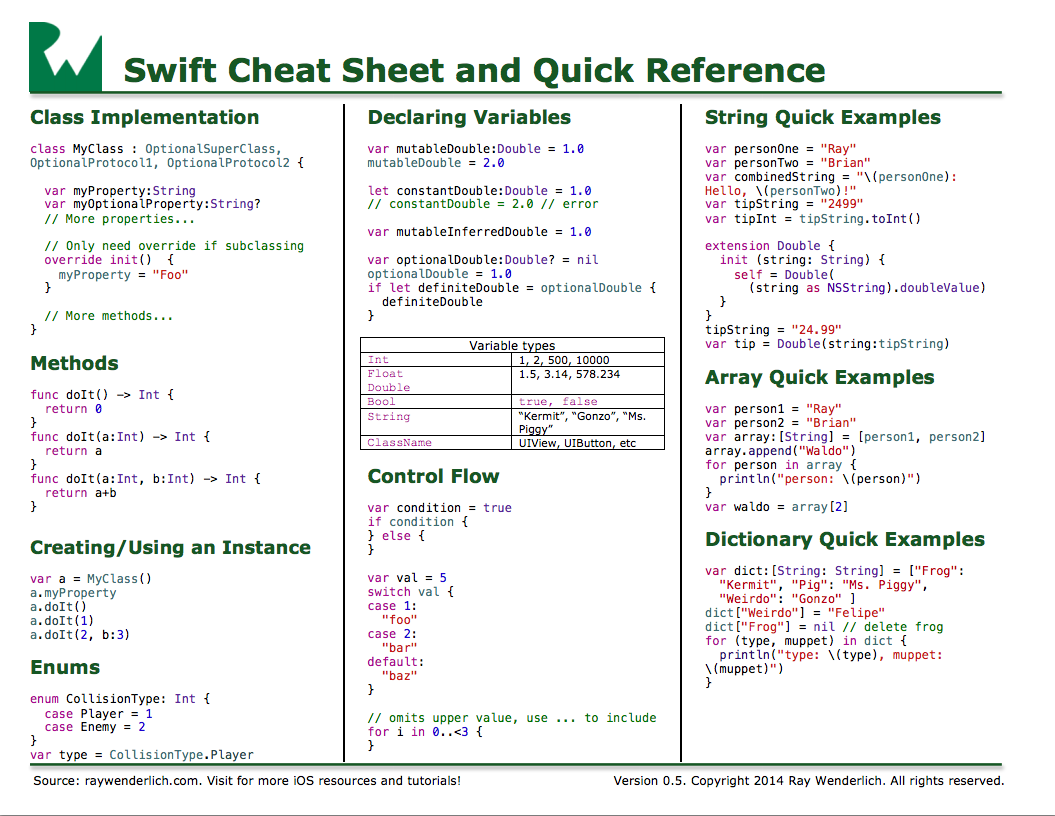 RW
Swift Cheat Sheet and Quick Reference
Class Implementation
class MyClass : OptionalSuperClass,
OptionalProtocol1, OptionalProtocol2 {
var myProperty:String
var myOptionalProperty:String?
// More properties...
// Only need override if subclassing
override init()  {
myProperty = "Foo"
}
// More methods...
}
Methods
func doIt() -> Int {
return 0
}
func doIt(a:Int) -> Int {
return a
}
func doIt(a:Int, b:Int) -> Int {
return a+b
}
Creating/Using an Instance
var a = MyClass()
a.myProperty
a.doIt()
a.doIt(1)
a.doIt(2, b:3)
Enums
enum CollisionType: Int {
case Player = 1
case Enemy = 2
}
var type = CollisionType.Player
Declaring Variables
var mutableDouble:Double = 1.0
mutableDouble = 2.0
let constantDouble:Double = 1.0
// constantDouble = 2.0 // error
var mutableInferredDouble = 1.0
var optionalDouble:Double? = nil
optionalDouble = 1.0
if let definiteDouble = optionalDouble {
definiteDouble
}
Variable types
Int 1, 2, 500, 10000
Float 1.5, 3.14, 578.234
Double
Bool true, false
String “Kermit”, “Gonzo”, “Ms.
Piggy”
ClassName UIView, UIButton, etc
Control Flow
var condition = true
if condition {
} else {
}
var val = 5
switch val {
case 1:
"foo"
case 2:
"bar"
default:
"baz"
}
// omits upper value, use ... to include
for i in 0..<3 {
}
String Quick Examples
var personOne = "Ray"
var personTwo = "Brian"
var combinedString = "\(personOne):
Hello, \(personTwo)!"
var tipString = "2499"
var tipInt = tipString.toInt()
extension Double {
init (string: String) {
self = Double(
(string as NSString).doubleValue)
}
}
tipString = "24.99"
var tip = Double(string:tipString)
Array Quick Examples
var person1 = "Ray"
var person2 = "Brian"
var array:[String] = [person1, person2]
array.append("Waldo")
for person in array {
println("person: \(person)")
}
var waldo = array[2]
Dictionary Quick Examples
var dict:[String: String] = ["Frog":
"Kermit", "Pig": "Ms. Piggy",
"Weirdo": "Gonzo" ]
dict["Weirdo"] = "Felipe"
dict["Frog"] = nil // delete frog
for (type, muppet) in dict {
println("type: \(type), muppet:
\(muppet)")
}
Source: raywenderlich.com. Visit for more iOS resources and tutorials!
Version 0.5. Copyright 2014 Ray Wenderlich. All rights reserved.